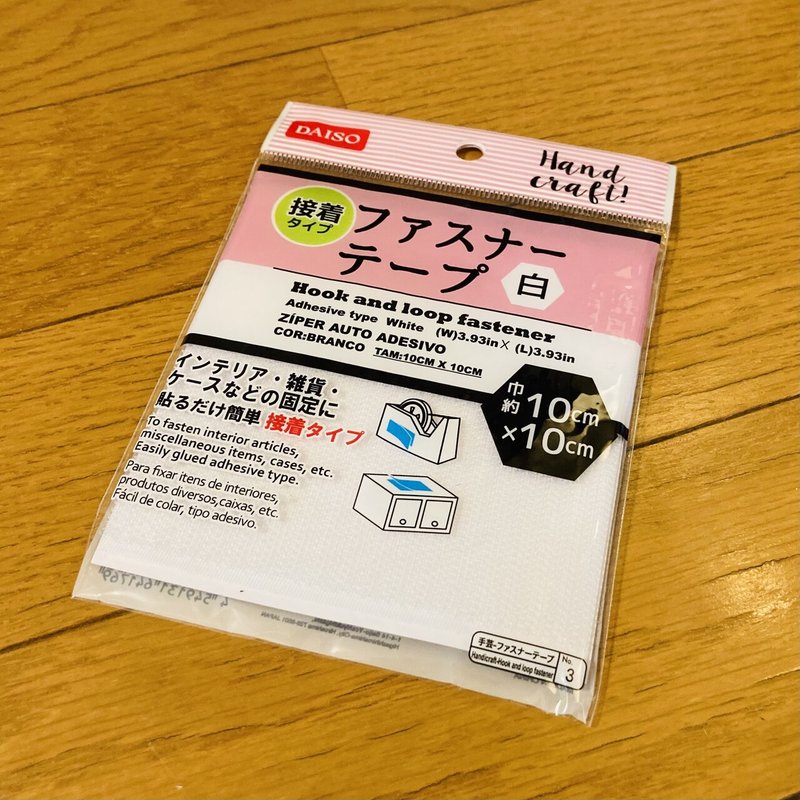 DAISO
Hand
craft!
接着
タイプ
ファスナー
テープ
白
Hook and loop fastener
Adhesive type White (W)3.93in× (L)3.93in
ZÍPER AUTO ADESIVO
COR:BRANCO TAM:10CM X 10CM
巾
約10cm
×10cm
インテリア・雑貨・
ケースなどの固定に
貼るだけ簡単 接着タイプ
To fasten interior articles,
miscellaneous items, cases, etc.
Easily glued adhesive type.
Para fixar itens de interiores,
produtos diversos,caixas, etc.
Fácil de colar, tipo adesivo.
4 549131 641769
手芸-ファスナーテープ
Handicraft-Hook and loop fastener
No.
3